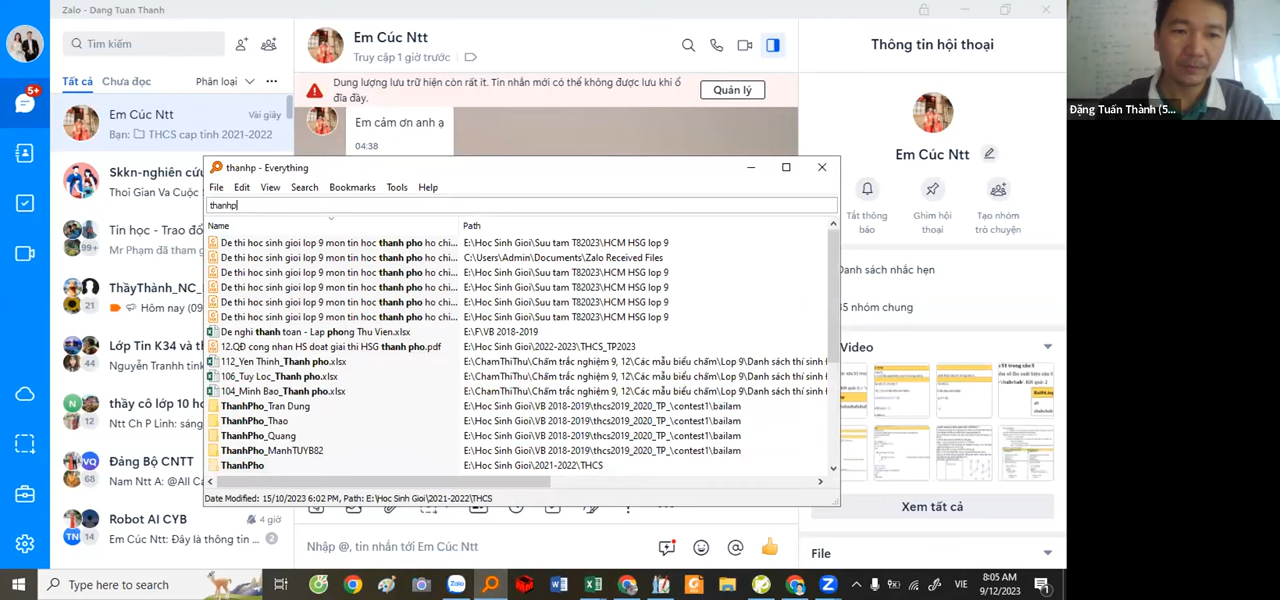 Zalo - Dang Tuan Thanh
Tìm kiếm
Tất cả
Chưa đọc
Phân loại
5+
Em Cúc Ntt
Vài giây
Bạn: THCS cap tinh 2021-2022
Skkn-nghiên cứu
Thời Gian Và Cuộc
Tin học - Trao đổ
Mr Phạm đã tham
99+
ThàyThành_NC_
Hôm nay (09
21
Lớp Tin K34 và th
Nguyễn Tranh tin
44
thầy cô lớp 10 họ
Ntt Ch P Linh: sáng
N
12
Đảng Bộ CNTT
Nam Ntt A: @All Ca
VQ
68
Robot AI CYB
4 giờ
Em Cúc Ntt: Đây là thông tin ...
2
TN
14
Em Cúc Ntt
Truy cập 1 giờ trước
Dung lượng lưu trữ hiện còn rất ít. Tin nhắn mới có thể không được lưu khi ổ
đĩa đầy.
Quản lý
Em cảm ơn anh ạ
04:38
thanhp - Everything
File Edit View Search Bookmarks Tools Help
thanhp
Name Path
De thi hoc sinh gioi lop 9 mon tin hoc thanh pho ho chi... E:\Hoc Sinh Gioi\Suu tam T82023\HCM HSG lop 9
De thi hoc sinh gioi lop 9 mon tin hoc thanh pho ho chi... C:\Users\Admin\Documents\Zalo Received Files
De thi hoc sinh gioi lop 9 mon tin hoc thanh pho ho chi... E:\Hoc Sinh Gioi\Suu tam T82023\HCM HSG lop 9
De thi hoc sinh gioi lop 9 mon tin hoc thanh pho ho chi... E:\Hoc Sinh Gioi\Suu tam T82023\HCM HSG lop 9
De thi hoc sinh gioi lop 9 mon tin hoc thanh pho ho chi... E:\Hoc Sinh Gioi\Suu tam T82023\HCM HSG lop 9
De thi hoc sinh gioi lop 9 mon tin hoc thanh pho ho chi... E:\Hoc Sinh Gioi\Suu tam T82023\HCM HSG lop 9
De nghi thanh toan - Lap phong Thu Vien.xlsx E:\F\VB 2018-2019
12.QĐ cong nhan HS doat giai thi HSG thanh pho.pdf E:\Hoc Sinh Gioi\2022-2023\THCS_TP2023
112_Yen Thinh_Thanh pho.xlsx E:\ChamThiThu\Chấm trắc nghiệm 9, 12\Các mẫu biểu chấm\Lop 9\Danh sách thí sinh
106_Tuy Loc_Thanh pho.xlsx E:\ChamThiThu\Chấm trắc nghiệm 9, 12\Các mẫu biểu chấm\Lop 9\Danh sách thí sinh
104_Au Lau Bao_Thanh pho.xlsx E:\ChamThiThu\Chấm trắc nghiệm 9, 12\Các mẫu biểu chấm\Lop 9\Danh sách thí sinh
ThanhPho_Tran Dung E:\Hoc Sinh Gioi\VB 2018-2019\thcs2019_2020_TP_\contest1\bailam
ThanhPho_Thao E:\Hoc Sinh Gioi\VB 2018-2019\thcs2019_2020_TP_\contest1\bailam
ThanhPho_Quang E:\Hoc Sinh Gioi\VB 2018-2019\thcs2019_2020_TP_\contest1\bailam
ThanhPho_ManhTUYB82 E:\Hoc Sinh Gioi\VB 2018-2019\thcs2019_2020_TP_\contest1\bailam
ThanhPho E:\Hoc Sinh Gioi\2021-2022\THCS
Date Modified: 15/10/2023 6:02 PM, Path: E:\Hoc Sinh Gioi\2021-2022\THCS
Nhập @, tin nhắn tới Em Cúc Ntt
Thông tin hội thoại
Em Cúc Ntt
Tắt thông
báo
Ghim hội
thoại
Tạo nhóm
trò chuyện
Danh sách nhắc hẹn
nhóm chung
Video
Xem tất cả
File
Đặng Tuấn Thành (5...
Type here to search
VIE
8:05 AM
9/12/2023
1